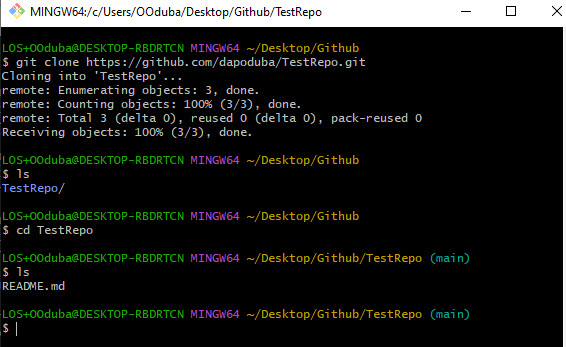 MINGW64:/c/Users/OOduba/Desktop/Github/TestRepo
LOS+OOduba@DESKTOP-RBDRTCN MINGW64 ~/Desktop/Github
$ git clone https://github.com/dapoduba/TestRepo.git
Cloning into 'TestRepo'...
remote: Enumerating objects: 3, done.
remote: Counting objects: 100% (3/3), done.
remote: Total 3 (delta 0), reused 0 (delta 0), pack-reused 0
Receiving objects: 100% (3/3), done.
LOS+OOduba@DESKTOP-RBDRTCN MINGW64 ~/Desktop/Github
$ ls
TestRepo/
LOS+OOduba@DESKTOP-RBDRTCN MINGW64 ~/Desktop/Github
$ cd TestRepo
LOS+OOduba@DESKTOP-RBDRTCN MINGW64 ~/Desktop/Github/TestRepo (main)
$ ls
README.md
LOS+OOduba@DESKTOP-RBDRTCN MINGW64 ~/Desktop/Github/TestRepo (main)
$